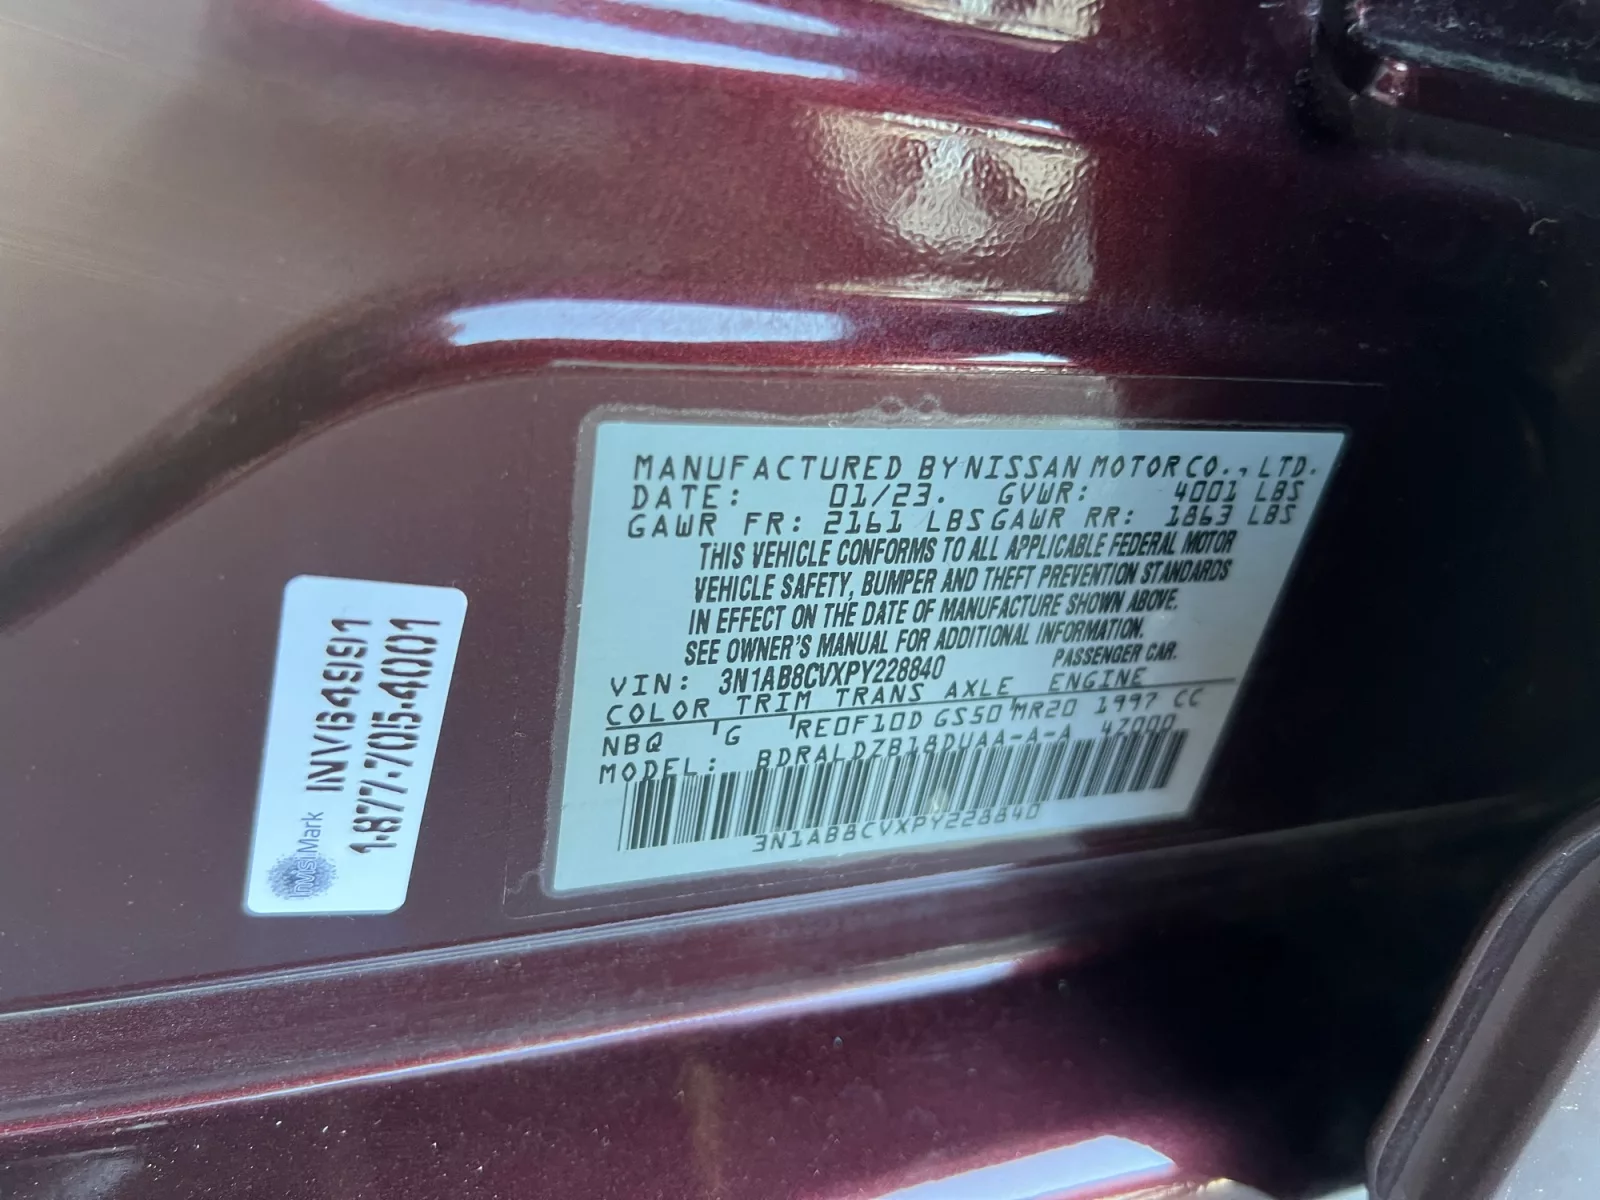 MANUFACTURED BY NISSAN MOTOR CO., LTD.
DATE: 01/23. GVWR: 4001 LBS
GAWR FR: 2161 LBS GAWR RR: 1863 LBS
THIS VEHICLE CONFORMS TO ALL APPLICABLE FEDERAL MOTOR
VEHICLE SAFETY, BUMPER AND THEFT PREVENTION STANDARDS
IN EFFECT ON THE DATE OF MANUFACTURE SHOWN ABOVE.
SEE OWNER'S MANUAL FOR ADDITIONAL INFORMATION.
VIN: 3N1AB8CVXPY228840 PASSENGER CAR.
COLOR TRIM TRANS AXLE ENGINE
NBQ G RE0F10D GS50 MR20 1997 CC
MODEL: BDRALDZB18DUAA-A-A 47000
3N1AB8CVXPY228840
InVisiMark
INV64991
1-877-705-4001